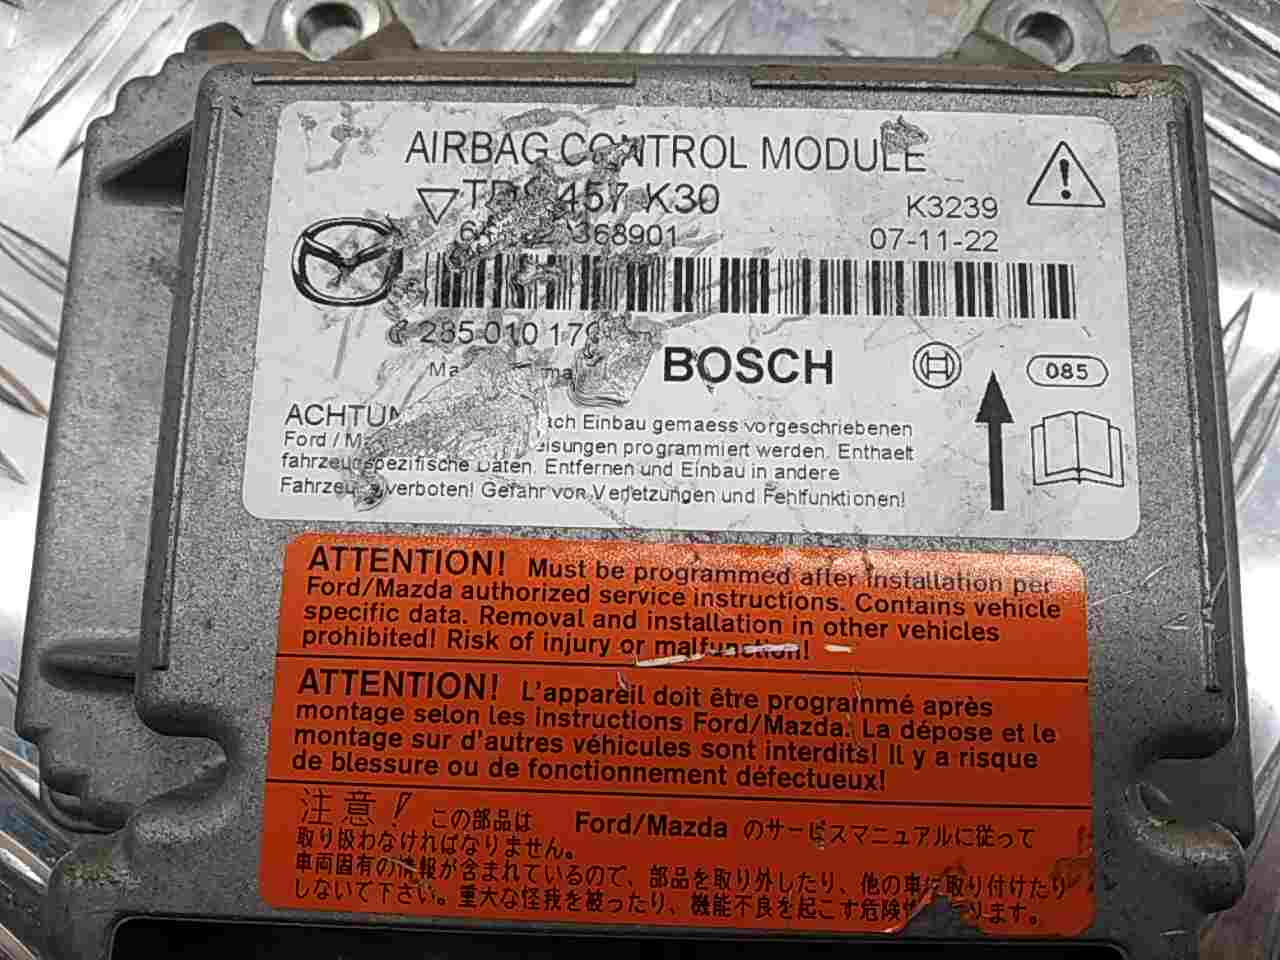 AIRBAG CONTROL MODULE
457 K30
K3239
368901
07-11-22
285 010 179
BOSCH
085
ach Einbau gemaess vorgeschriebenen
Ford / eisungen programmiert werden. Enthaelt
fahrzeugspezifische Daten. Entfernen und Einbau in andere
verboten! Gefahr von Verletzungen und Fehlfunktionen!
ATTENTION! Must be programmed after installation per
Ford/Mazda authorized service instructions. Contains vehicle
specific data. Removal and installation in other vehicles
prohibited! Risk of injury or malfunction!
ATTENTION! L'appareil doit être programmé après
montage selon les instructions Ford/Mazda. La dépose et le
montage sur d'autres véhicules sont interdits! Il y a risque
de blessure ou de fonctionnement défectueux!
注意! この部品は Ford/Mazda のサービスマニュアルに従って
取り扱わなければなりません。
車両固有の情報が含まれているので、部品を取り外したり、他の車に取り付けたり
しないで下さい。重大な怪我を被ったり、機能不良を起こす危険性があります。